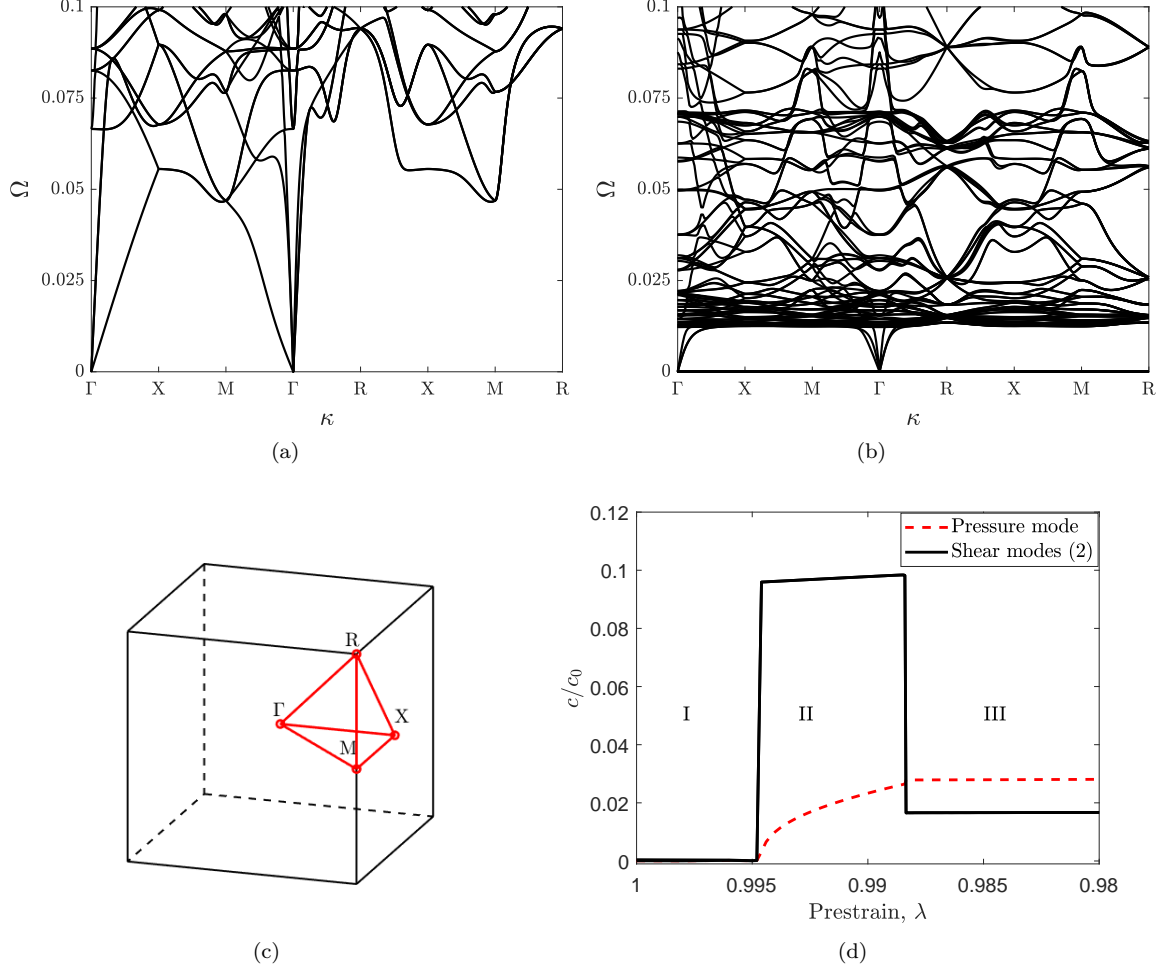 0.1
0.075
Ω
0.05
0.025
0
Γ X M Γ R X M R
κ
(a)
0.1
0.075
Ω
0.05
0.025
0
Γ X M Γ R X M R
κ
(b)
R
Γ
X
M
(c)
0.12
Pressure mode
Shear modes (2)
0.1
0.08
c/c₀
0.06
I II III
0.04
0.02
0
1 0.995 0.99 0.985 0.98
Prestrain, λ
(d)